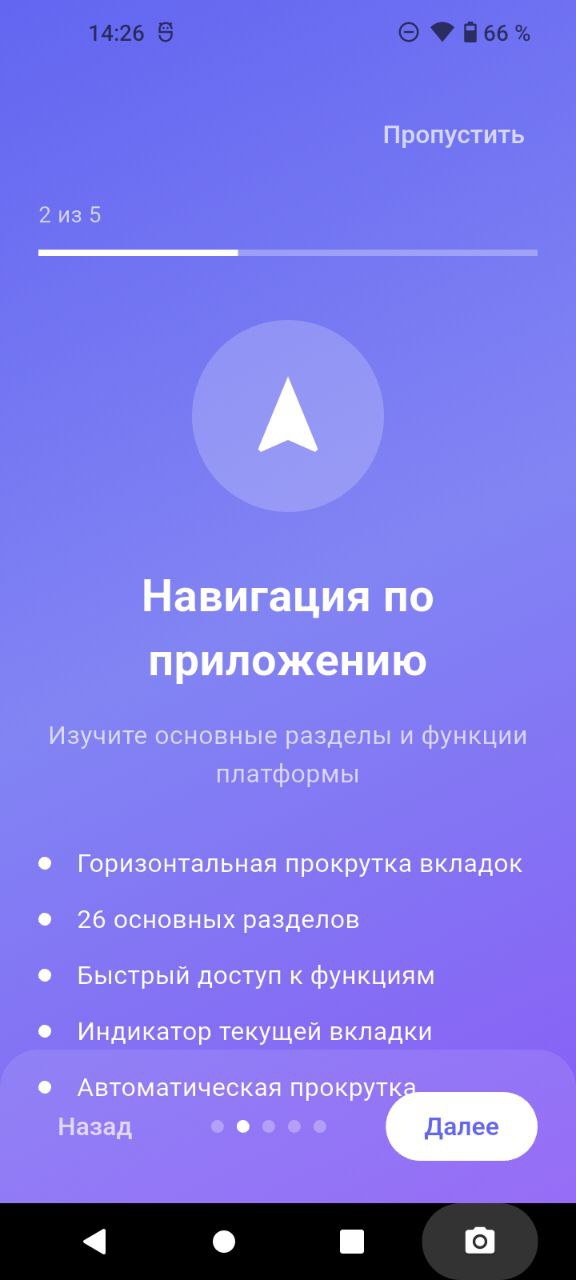 14:26
66 %
Пропустить
2 из 5
Навигация по
приложению
Изучите основные разделы и функции
платформы
Горизонтальная прокрутка вкладок
26 основных разделов
Быстрый доступ к функциям
Индикатор текущей вкладки
Автоматическая прокрутка
Назад
Далее